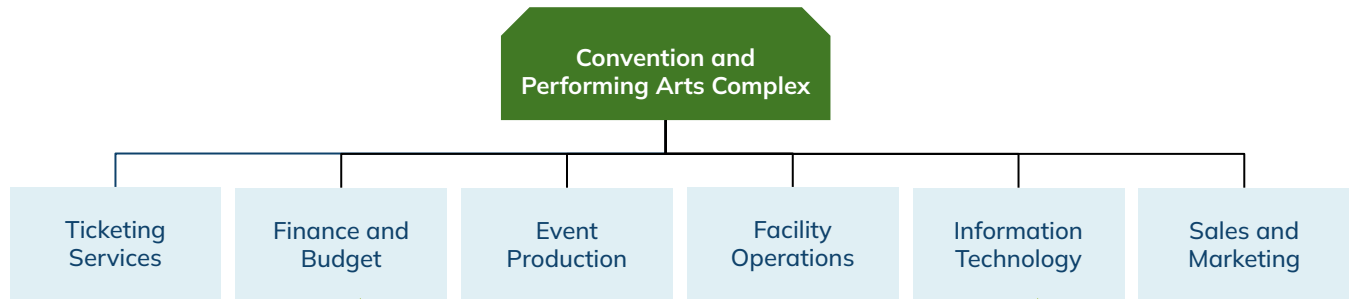 Convention and
Performing Arts Complex
Ticketing
Services
Finance and
Budget
Event
Production
Facility
Operations
Information
Technology
Sales and
Marketing